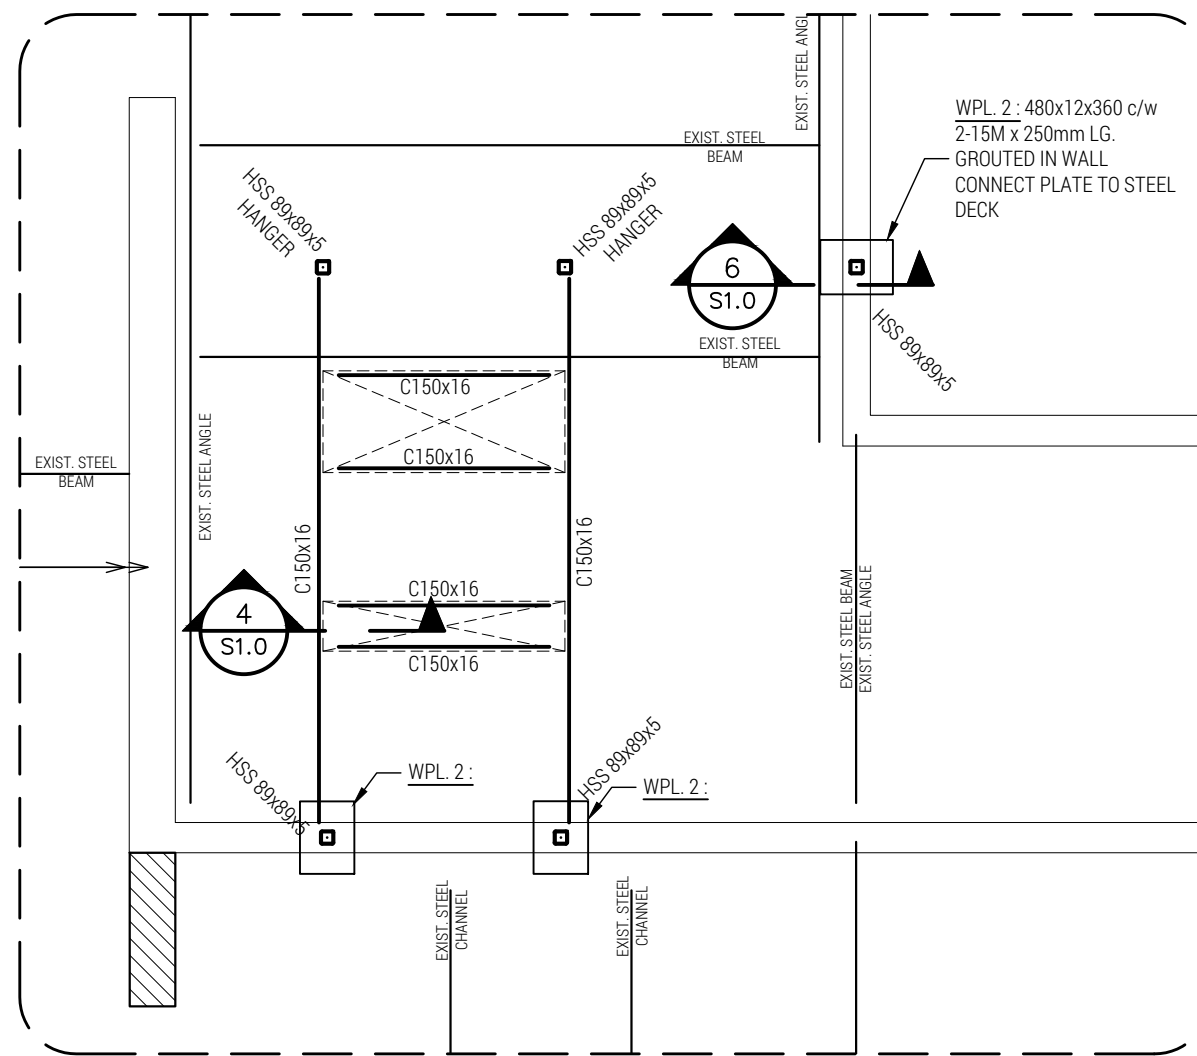 EXIST. STEEL ANGL
WPL. 2 : 480x12x360 c/w
2-15M x 250mm LG.
GROUTED IN WALL
CONNECT PLATE TO STEEL
DECK
EXIST. STEEL
BEAM
HSS 89x89x5
HANGER
HSS 89x89x5
HANGER
6
S1.0
HSS 89x89x5
EXIST. STEEL
BEAM
C150x16
C150x16
EXIST. STEEL ANGLE
EXIST. STEEL
BEAM
C150x16
C150x16
C150x16
4
S1.0
C150x16
EXIST. STEEL BEAM
EXIST. STEEL ANGLE
HSS 89x89x5
WPL. 2 :
HSS 89x89x5
WPL. 2 :
EXIST. STEEL
CHANNEL
EXIST. STEEL
CHANNEL